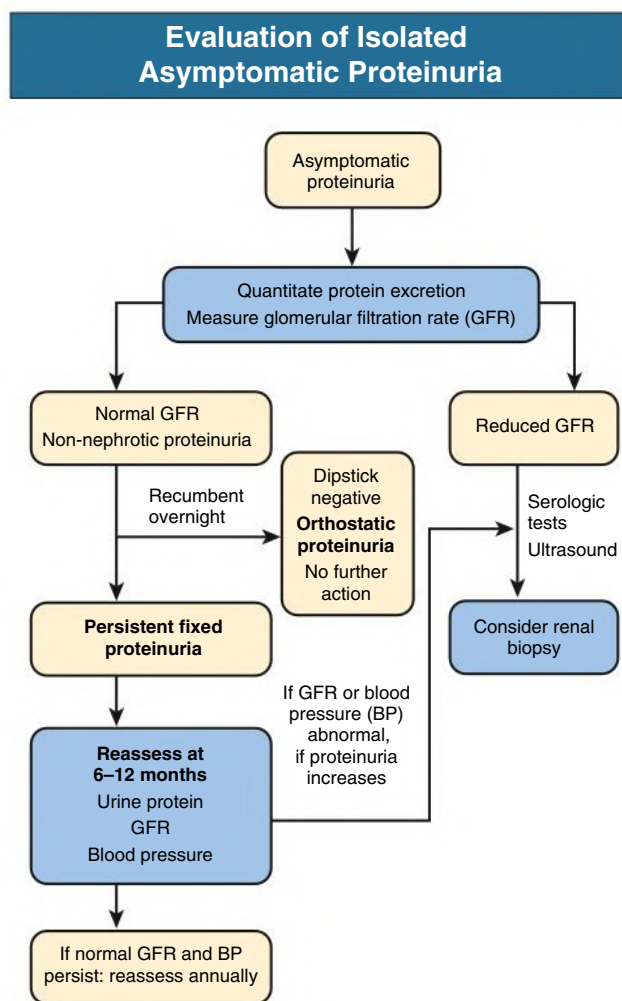 Evaluation of Isolated
Asymptomatic Proteinuria
Asymptomatic
proteinuria
Quantitate protein excretion
Measure glomerular filtration rate (GFR)
Normal GFR
Non-nephrotic proteinuria
Reduced GFR
Recumbent
overnight
Dipstick
negative
Orthostatic
proteinuria
No further
action
Serologic
tests
Ultrasound
Persistent fixed
proteinuria
Consider renal
biopsy
If GFR or blood
pressure (BP)
abnormal,
if proteinuria
increases
Reassess at
6–12 months
Urine protein
GFR
Blood pressure
If normal GFR and BP
persist: reassess annually